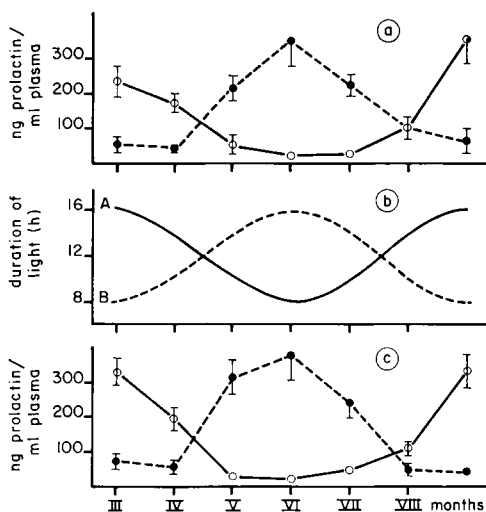 ng prolactin/
ml plasma
300
200
100
a
duration of
light (h)
16
12
8
A
B
b
ng prolactin/
ml plasma
300
200
100
c
III IV V VI VII VIII months